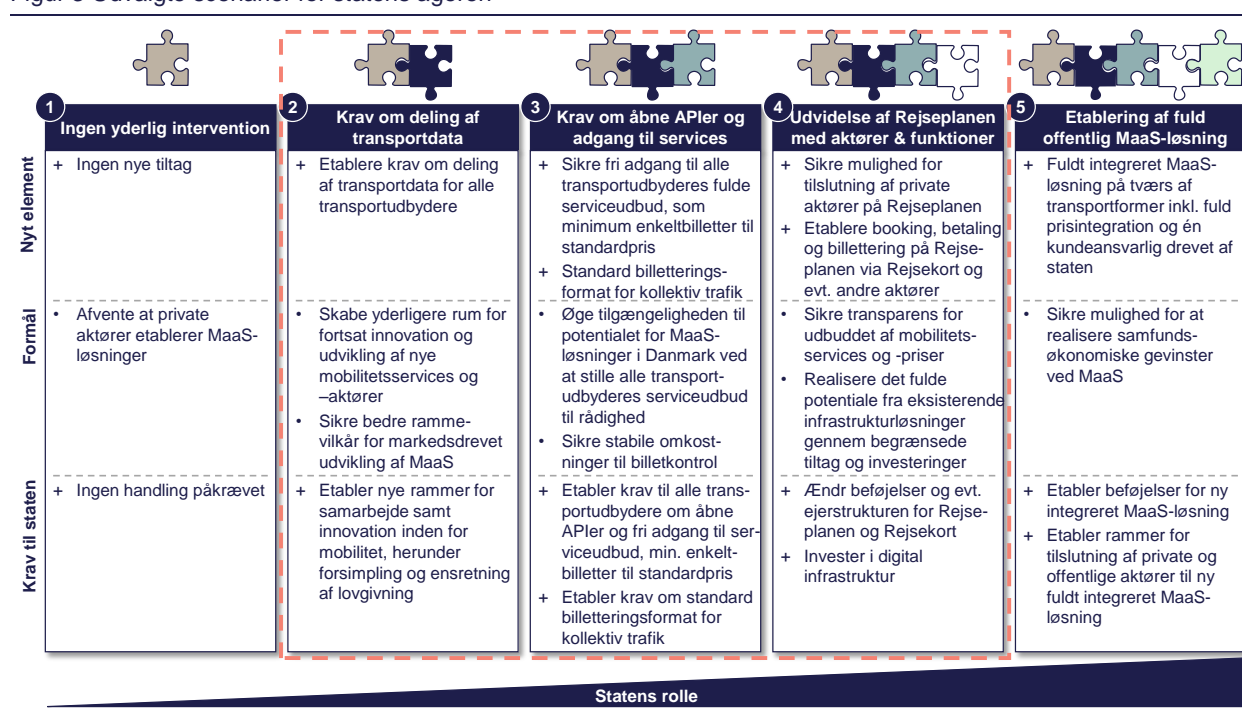 1
Ingen yderlig intervention
2
Krav om deling af
transportdata
3
Krav om åbne APIer og
adgang til services
4
Udvidelse af Rejseplanen
med aktører & funktioner
5
Etablering af fuld
offentlig MaaS-løsning
Nyt element
+ Ingen nye tiltag
+ Etablere krav om deling
af transportdata for alle
transportudbydere
+ Sikre fri adgang til alle
transportudbyderes fulde
serviceudbud, som
minimum enkeltbilletter til
standardpris
+ Standard billetterings-
format for kollektiv trafik
+ Sikre mulighed for
tilslutning af private
aktører på Rejseplanen
+ Etablere booking, betaling
og billettering på Rejse-
planen via Rejsekort og
evt. andre aktører
+ Fuldt integreret MaaS-
løsning på tværs af
transportformer inkl. fuld
prisintegration og én
kundeansvarlig drevet af
staten
Formål
• Afvente at private
aktører etablerer MaaS-
løsninger
• Skabe yderligere rum for
fortsat innovation og
udvikling af nye
mobilitetsservices og
–aktører
• Sikre bedre ramme-
vilkår for markedsdrevet
udvikling af MaaS
• Øge tilgængeligheden til
potentialet for MaaS-
løsninger i Danmark ved
at stille alle transport-
udbyderes serviceudbud
til rådighed
• Sikre stabile omkost-
ninger til billetkontrol
• Sikre transparens for
udbuddet af mobilitets-
services og -priser
• Realisere det fulde
potentiale fra eksisterende
infrastrukturløsninger
gennem begrænsede
tiltag og investeringer
• Sikre mulighed for at
realisere samfunds-
økonomiske gevinster
ved MaaS
Krav til staten
+ Ingen handling påkrævet
+ Etabler nye rammer for
samarbejde samt
innovation inden for
mobilitet, herunder
forsimpling og ensretning
af lovgivning
+ Etabler krav til alle trans-
portudbydere om åbne
APIer og fri adgang til ser-
viceudbud, min. enkelt-
billetter til standardpris
+ Etabler krav om standard
billetteringsformat for
kollektiv trafik
+ Ændr beføjelser og evt.
ejerstrukturen for Rejse-
planen og Rejsekort
+ Invester i digital
infrastruktur
+ Etabler beføjelser for ny
integreret MaaS-løsning
+ Etabler rammer for
tilslutning af private og
offentlige aktører til ny
fuldt integreret MaaS-
løsning
Statens rolle